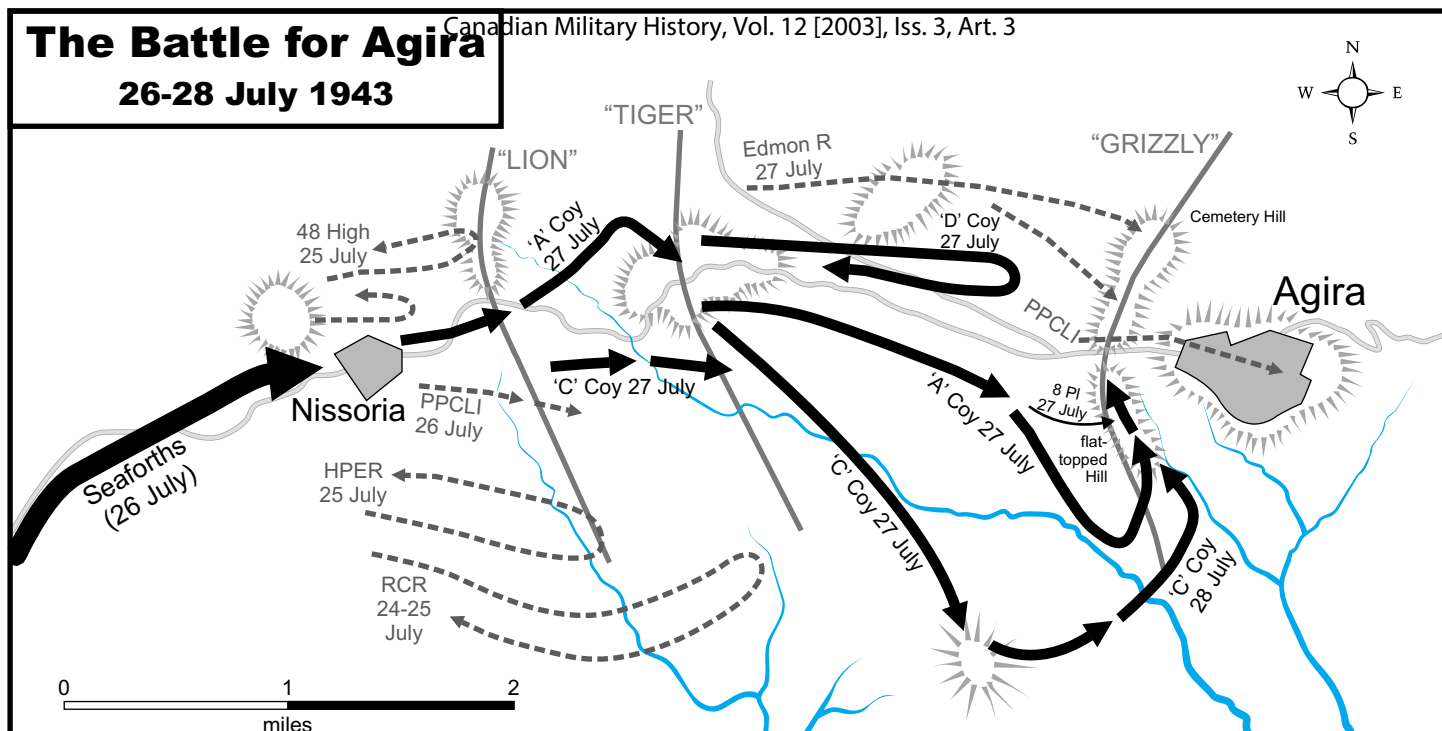 Canadian Military History, Vol. 12 [2003], Iss. 3, Art. 3
The Battle for Agira
26-28 July 1943
N
W
E
S
“LION”
“TIGER”
“GRIZZLY”
Edmon R
27 July
Cemetery Hill
48 High
25 July
‘A’ Coy
27 July
‘D’ Coy
27 July
Agira
PPCLI
Nissoria
PPCLI
26 July
‘C’ Coy 27 July
‘A’ Coy 27 July
8 Pl
27 July
flat-
topped
Hill
Seaforths
(26 July)
HPER
25 July
‘C’ Coy 27 July
‘C’ Coy
28 July
RCR
24-25
July
0
1
2
miles